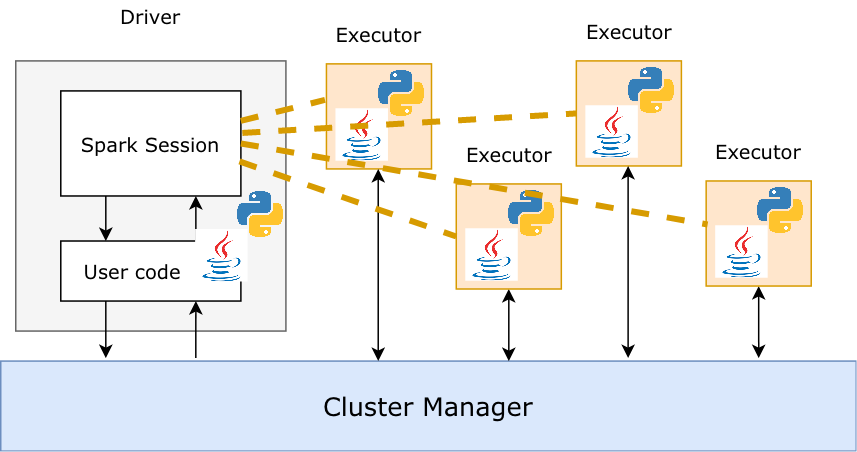 Driver
Executor
Executor
Spark Session
Executor
Executor
User code
Cluster Manager